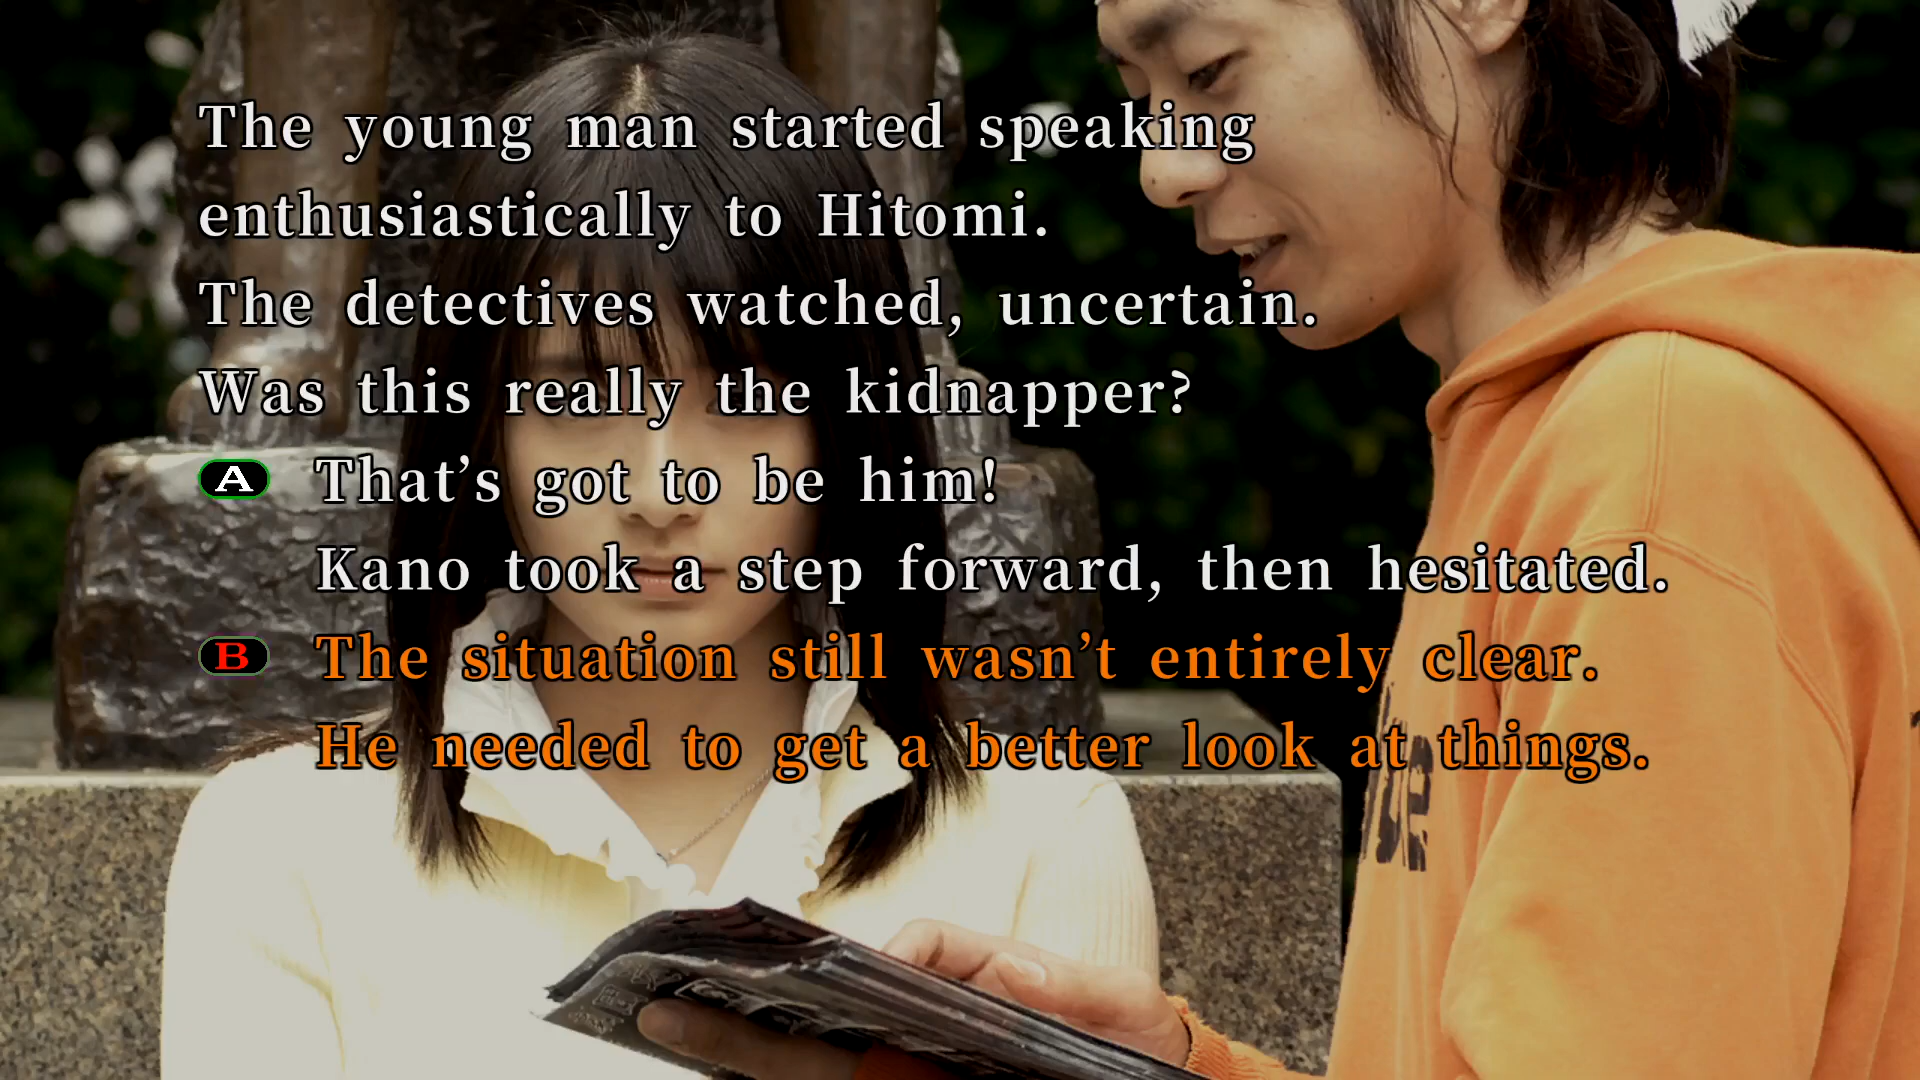 The young man started speaking
enthusiastically to Hitomi.
The detectives watched, uncertain.
Was this really the kidnapper?
A That’s got to be him!
Kano took a step forward, then hesitated.
B The situation still wasn’t entirely clear.
He needed to get a better look at things.